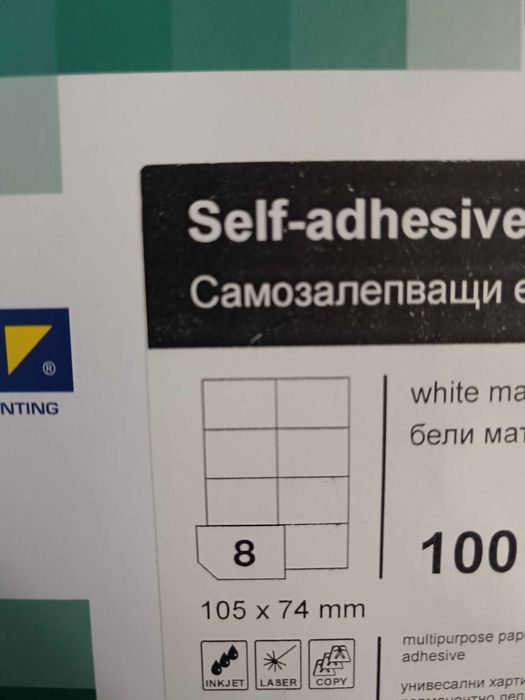 Self-adhesive
Самозалепващи
®
NTING
white ma
бели мат
8
100
105 x 74 mm
INKJET
LASER
COPY
multipurpose pap
adhesive
унивесални харт